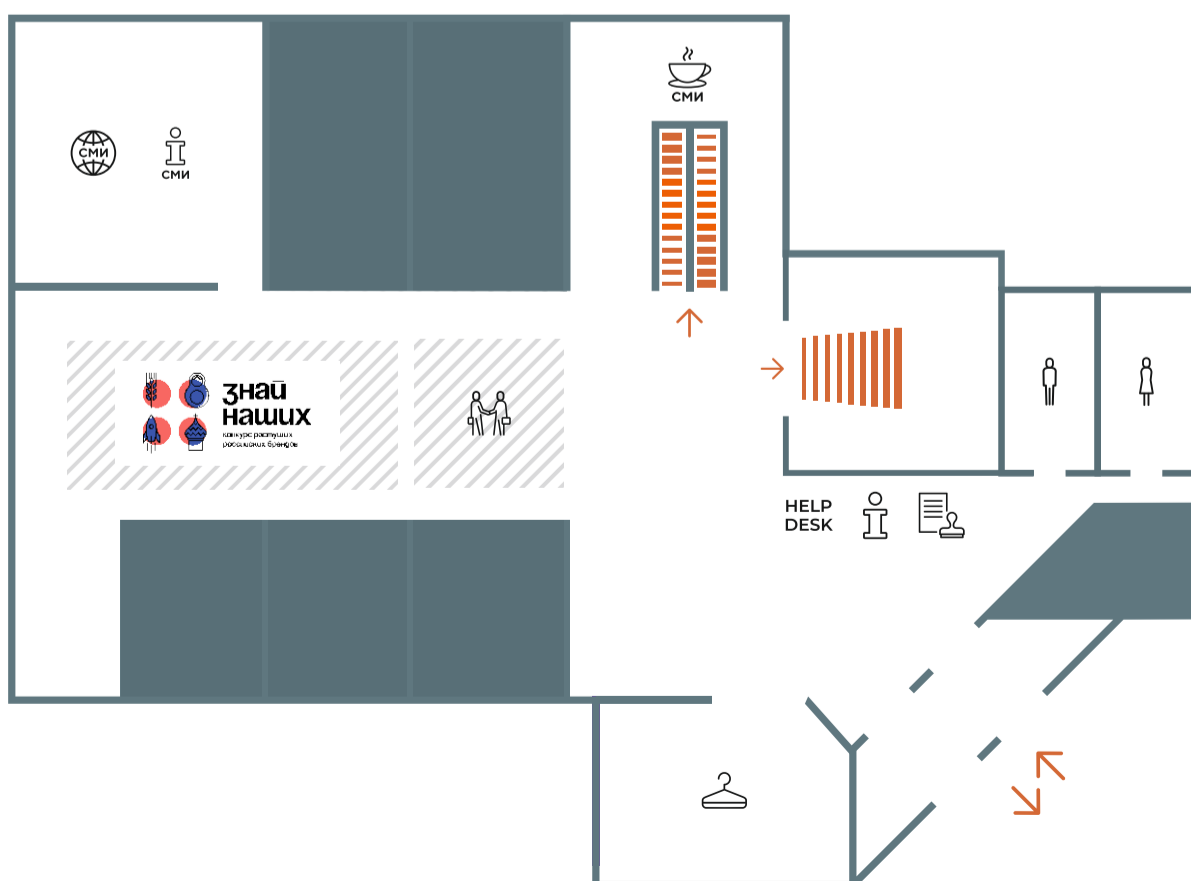 СМИ
СМИ
СМИ
знай
наших
конкурс растущих
российских брендов
HELP
DESK